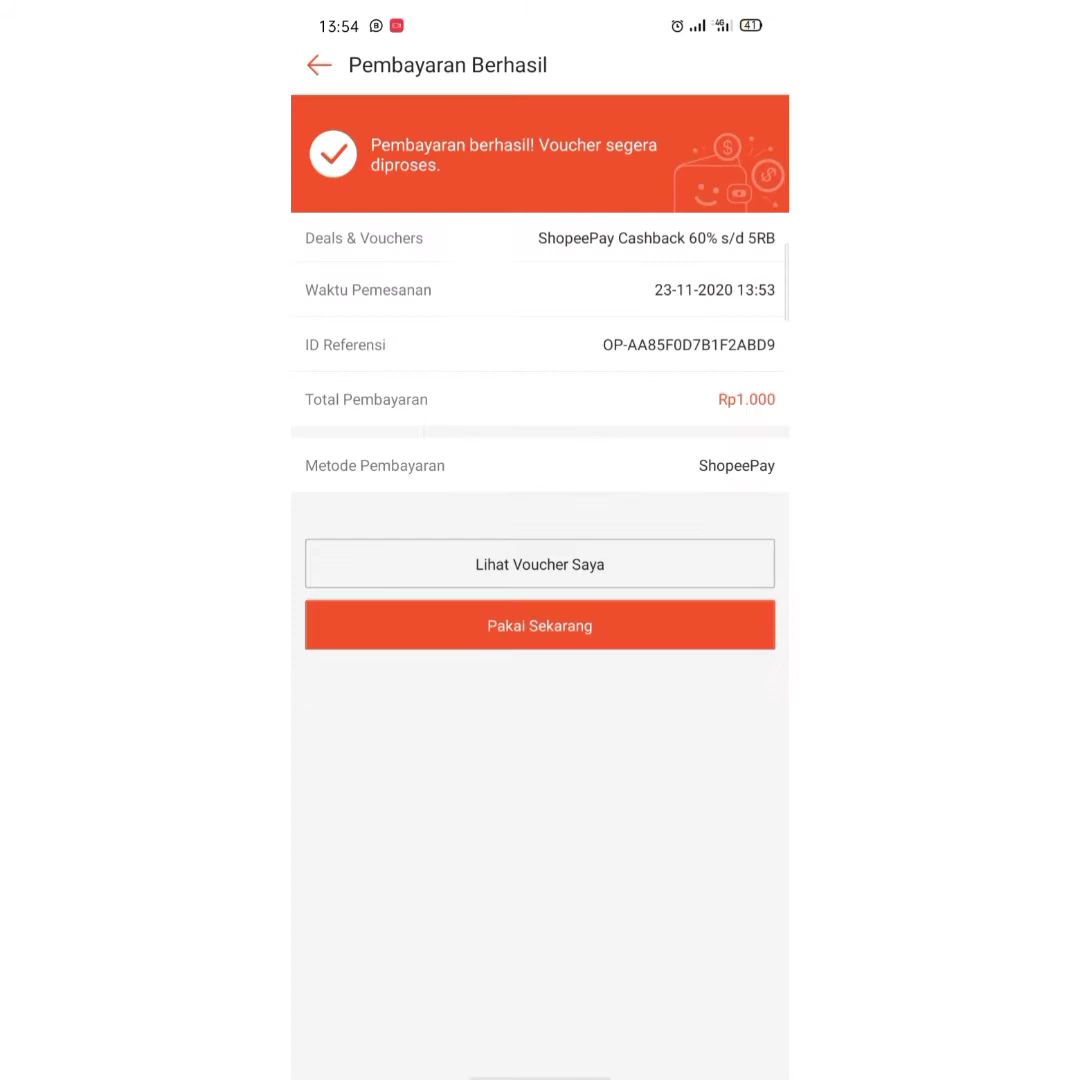 13:54
4G
41
Pembayaran Berhasil
Pembayaran berhasil! Voucher segera
diproses.
Deals & Vouchers ShopeePay Cashback 60% s/d 5RB
Waktu Pemesanan 23-11-2020 13:53
ID Referensi OP-AA85F0D7B1F2ABD9
Total Pembayaran Rp1.000
Metode Pembayaran ShopeePay
Lihat Voucher Saya
Pakai Sekarang